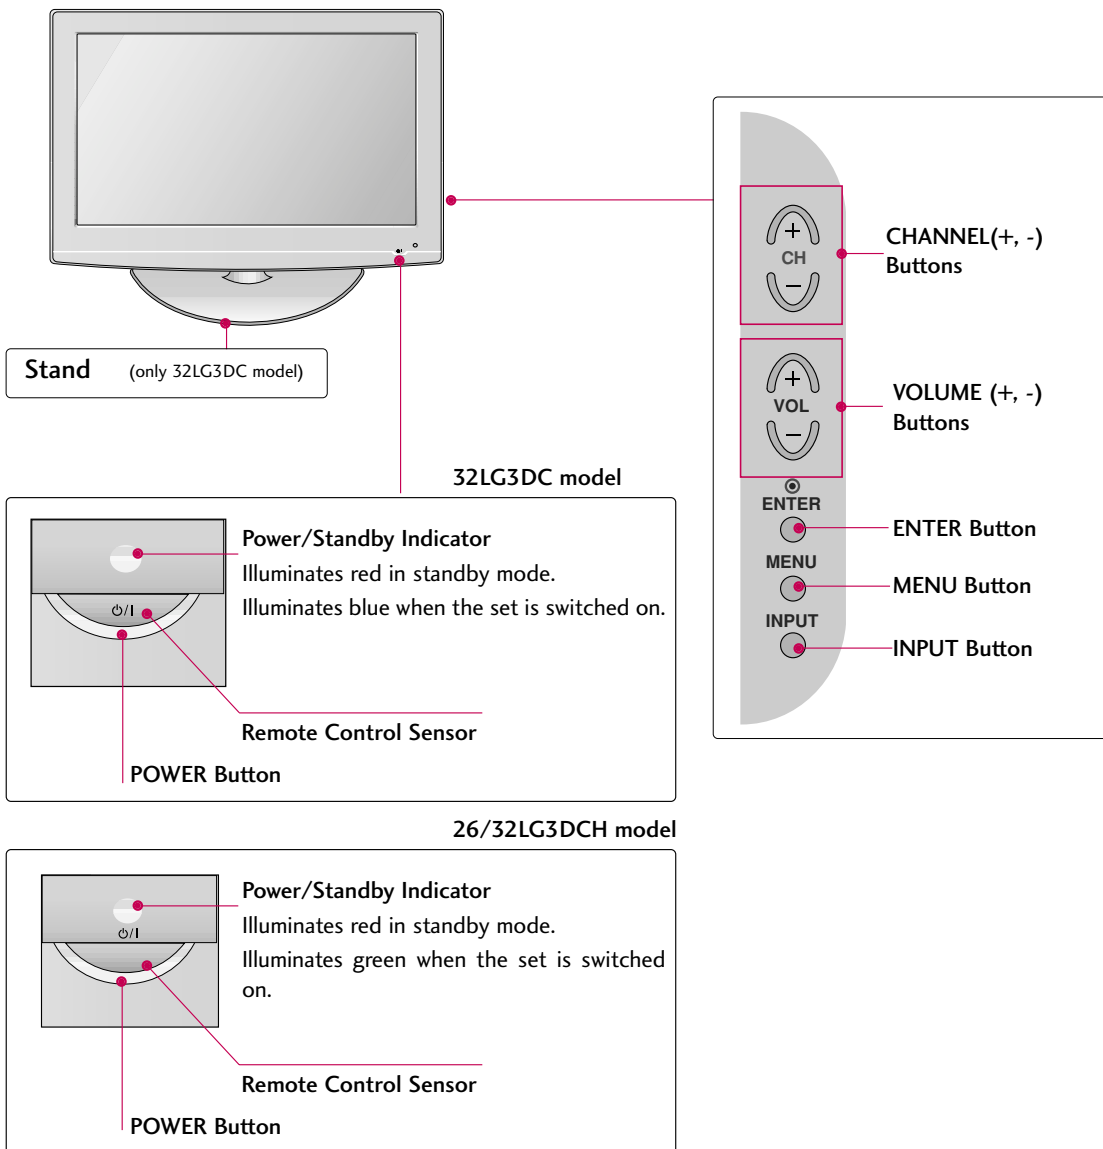 Stand (only 32LG3DC model)
+
CH
−
+
VOL
−
ENTER
MENU
INPUT
CHANNEL(+, -)
Buttons
VOLUME (+, -)
Buttons
ENTER Button
MENU Button
INPUT Button
32LG3DC model
Power/Standby Indicator
Illuminates red in standby mode.
Illuminates blue when the set is switched on.
⏻/I
Remote Control Sensor
POWER Button
26/32LG3DCH model
Power/Standby Indicator
Illuminates red in standby mode.
Illuminates green when the set is switched
on.
⏻/I
Remote Control Sensor
POWER Button